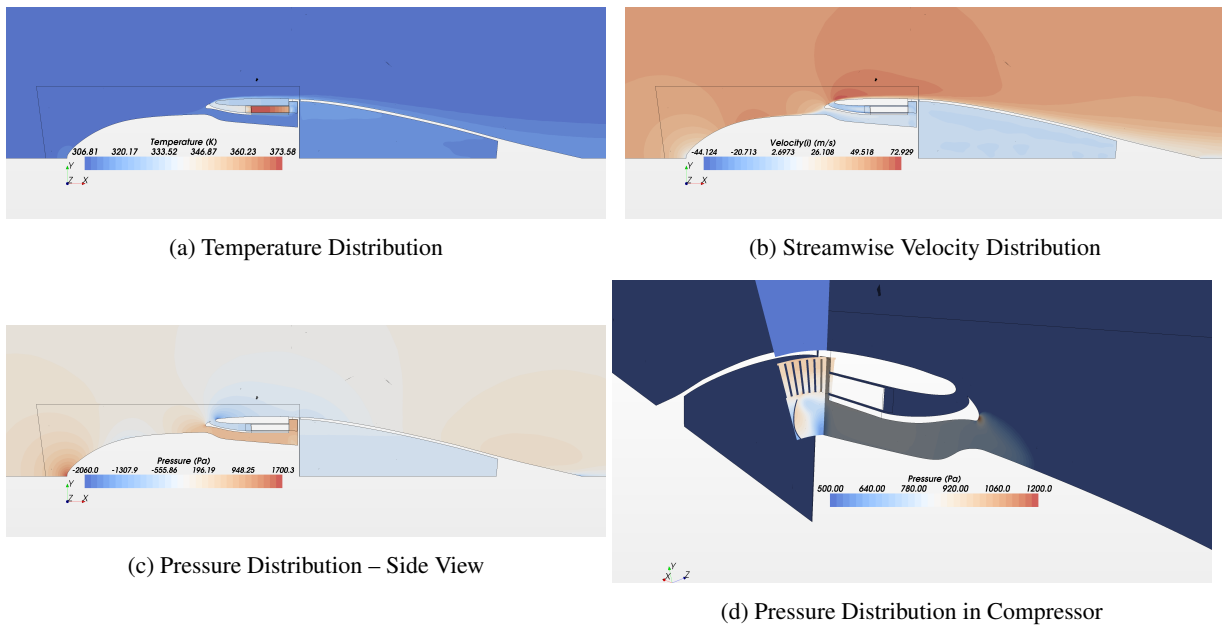 Temperature (K)
306.81 320.17 333.52 346.87 360.23 373.58
Y
Z X
(a) Temperature Distribution
Velocity(i) (m/s)
-44.124 -20.713 2.6973 26.108 49.518 72.929
Y
Z X
(b) Streamwise Velocity Distribution
Pressure (Pa)
-2060.0 -1307.9 -555.86 196.19 948.25 1700.3
Y
Z X
(c) Pressure Distribution – Side View
Pressure (Pa)
500.00 640.00 780.00 920.00 1060.0 1200.0
Y
X Z
(d) Pressure Distribution in Compressor